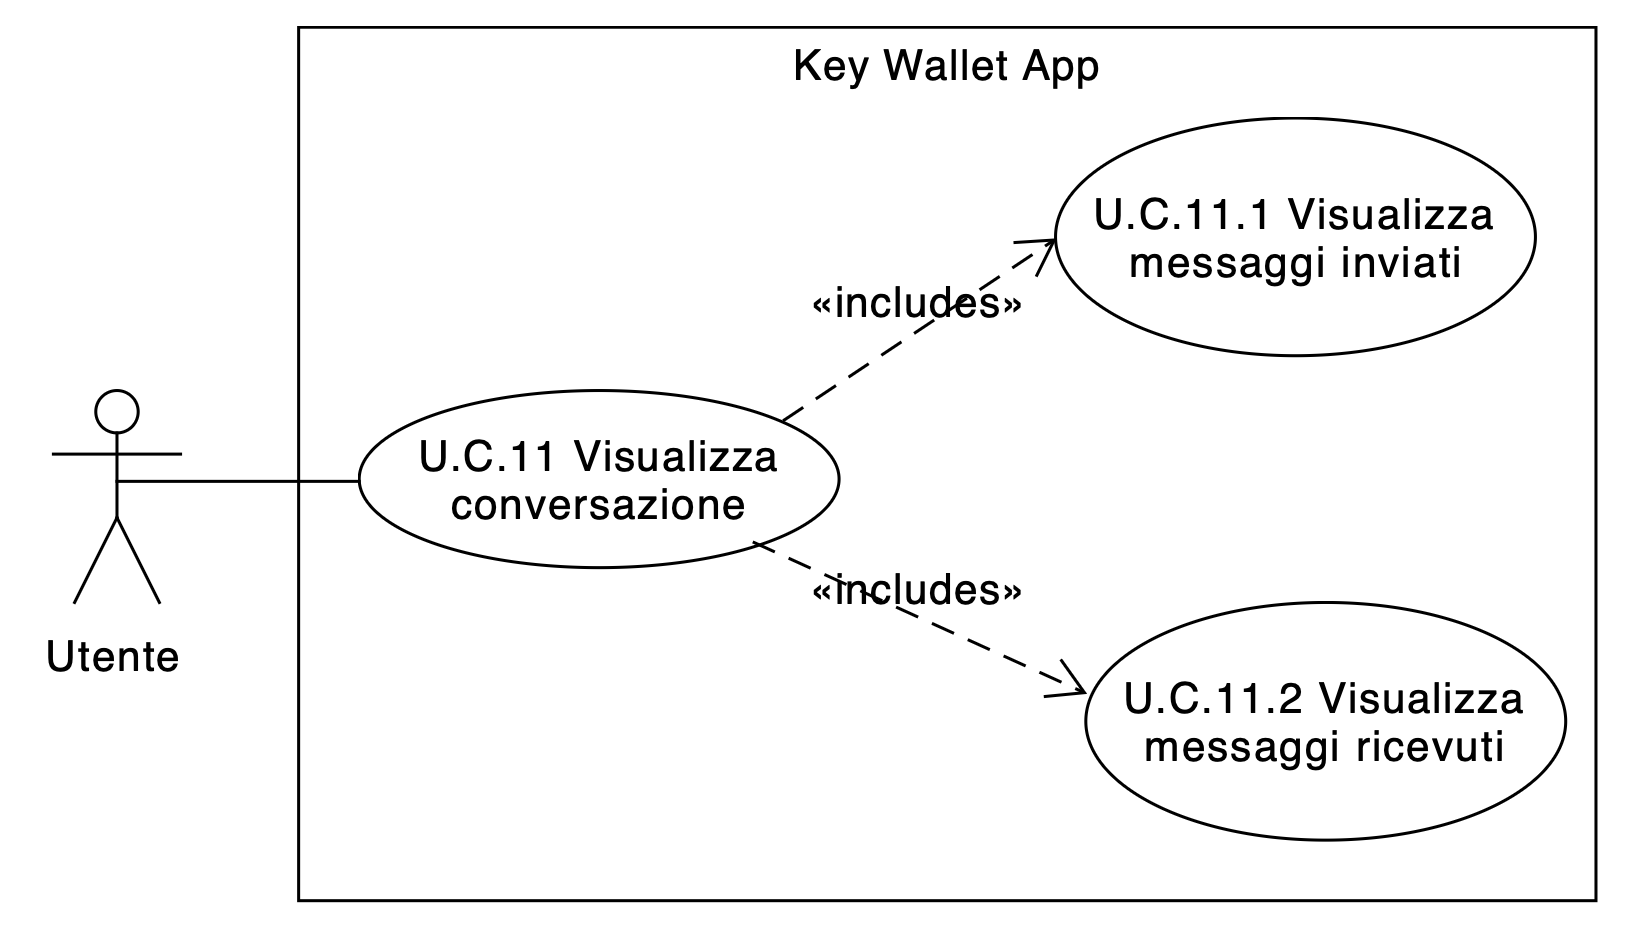 Key Wallet App
U.C.11.1 Visualizza
messaggi inviati
«includes»
U.C.11 Visualizza
conversazione
«includes»
Utente
U.C.11.2 Visualizza
messaggi ricevuti